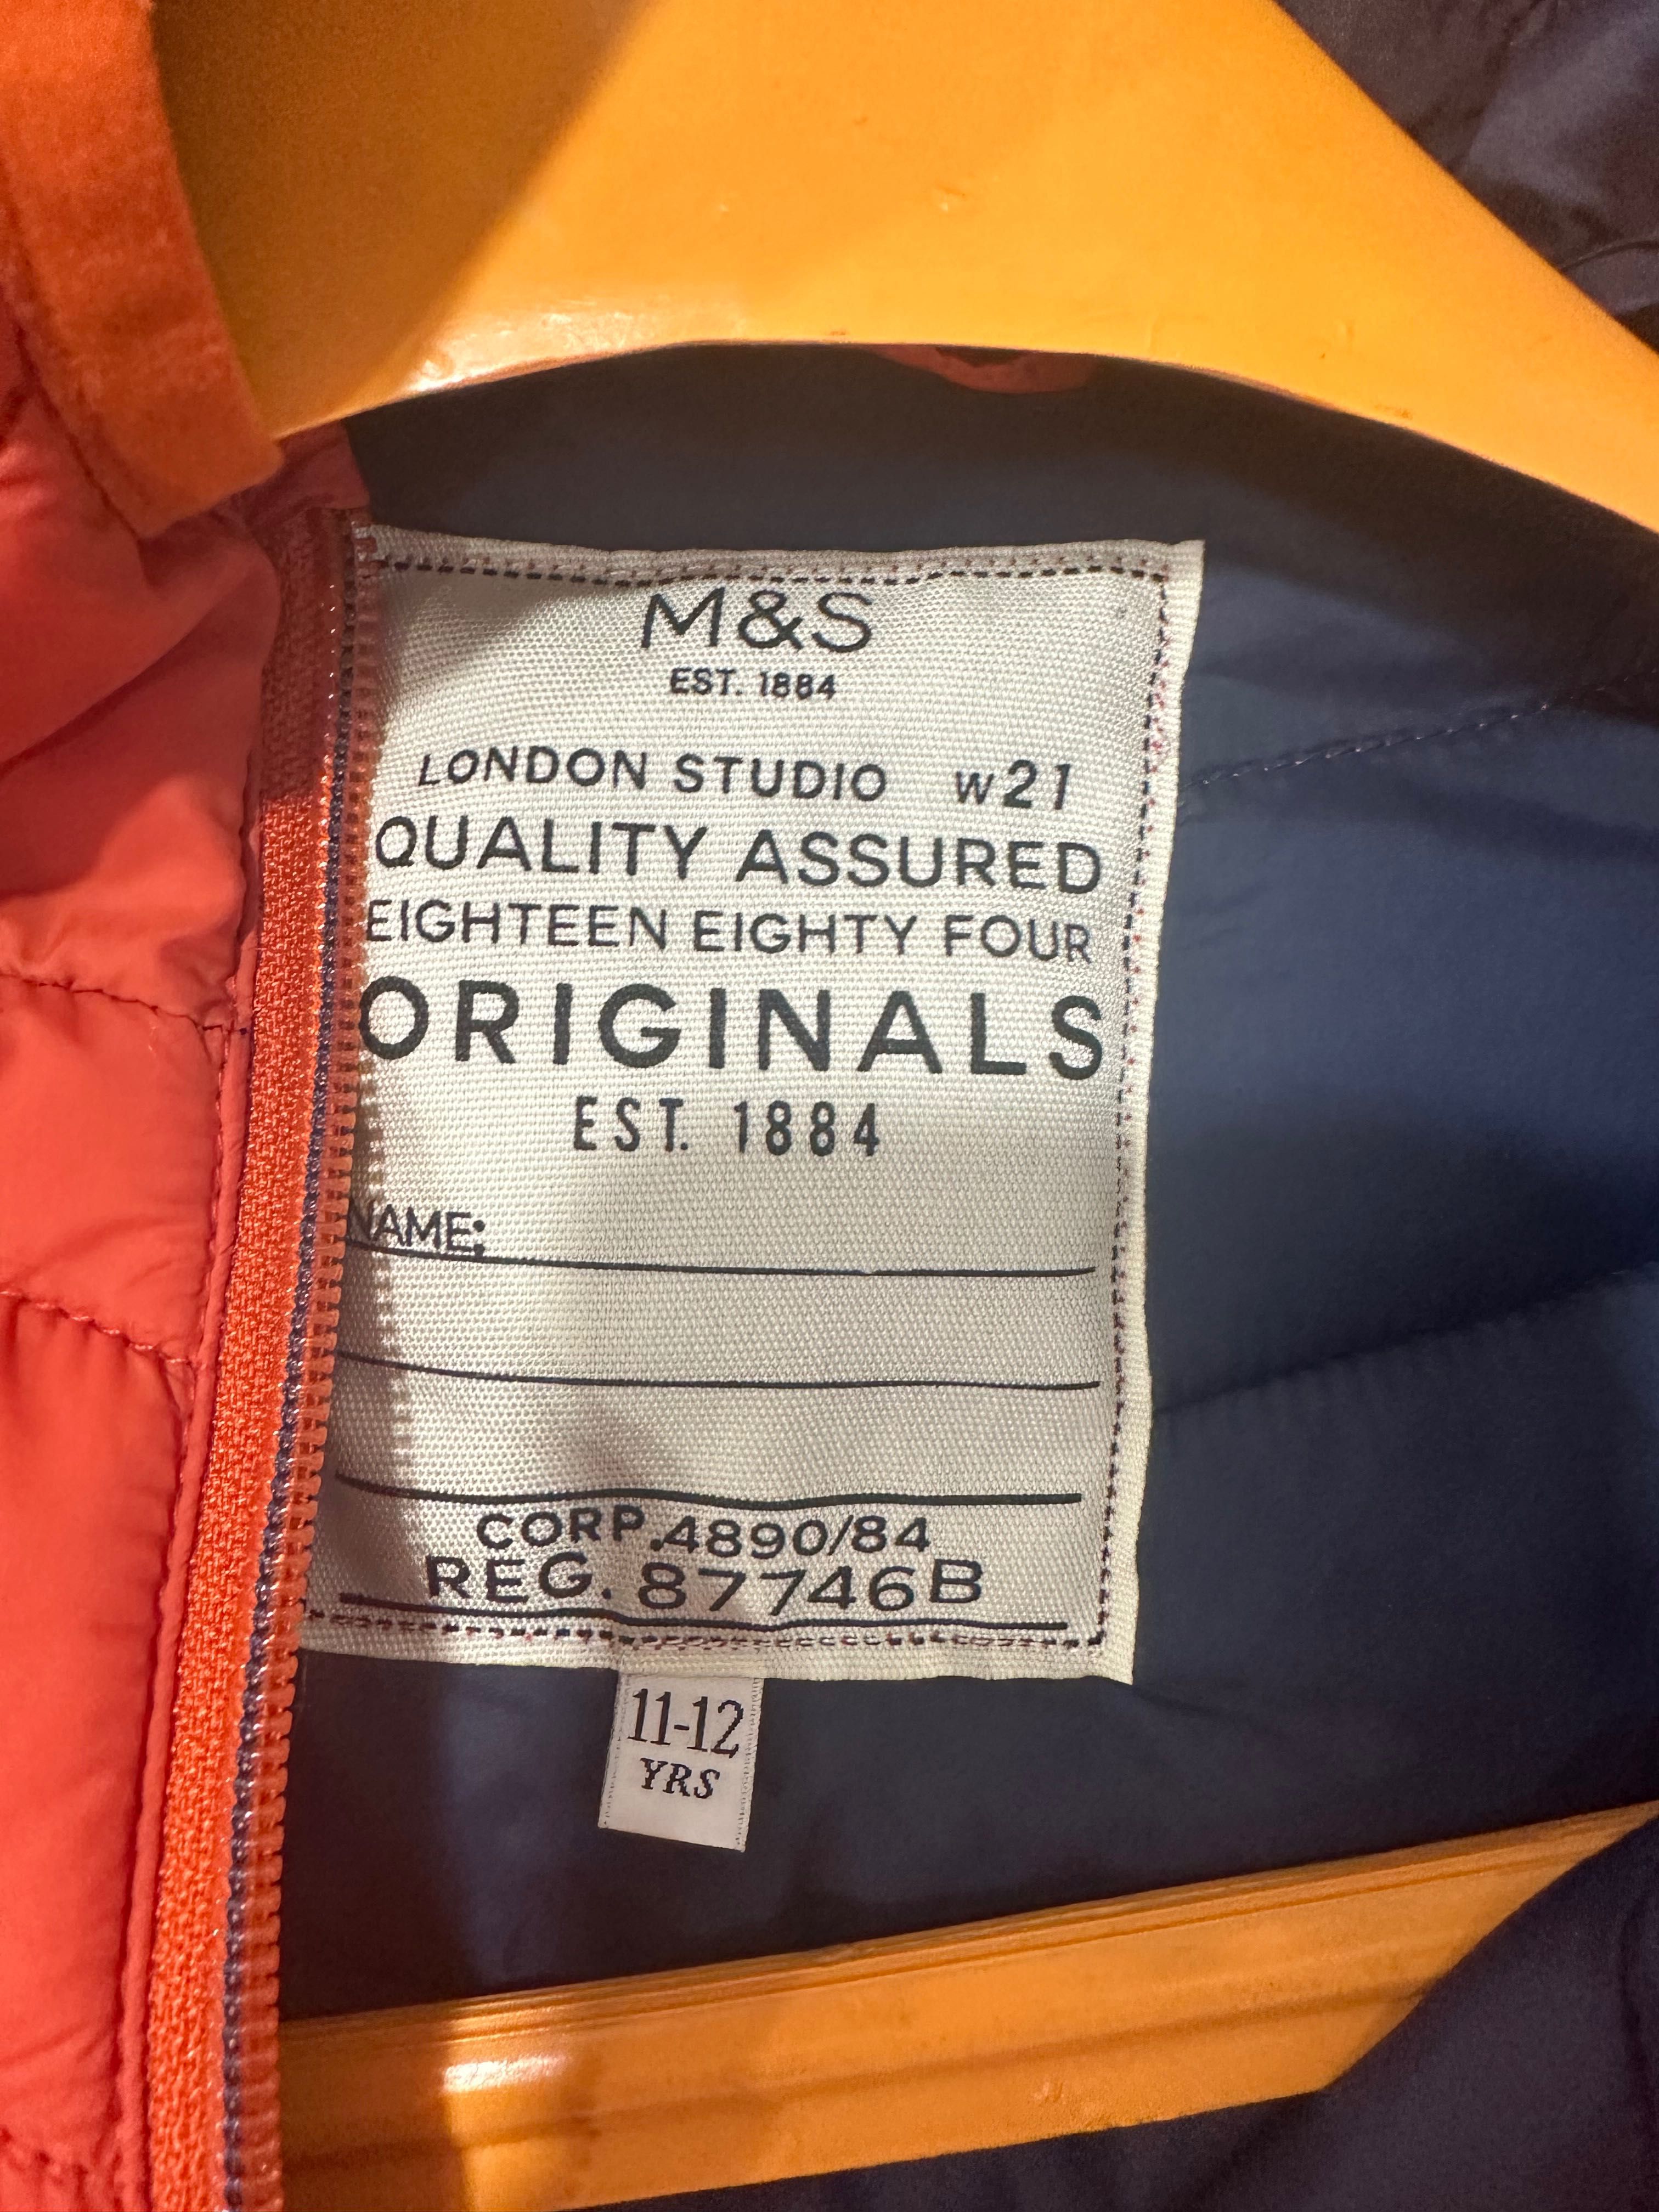 M&S
EST. 1884
LONDON STUDIO w21
QUALITY ASSURED
EIGHTEEN EIGHTY FOUR
ORIGINALS
EST. 1884
NAME:
CORP. 4890/84
REG. 87746B
11-12
YRS